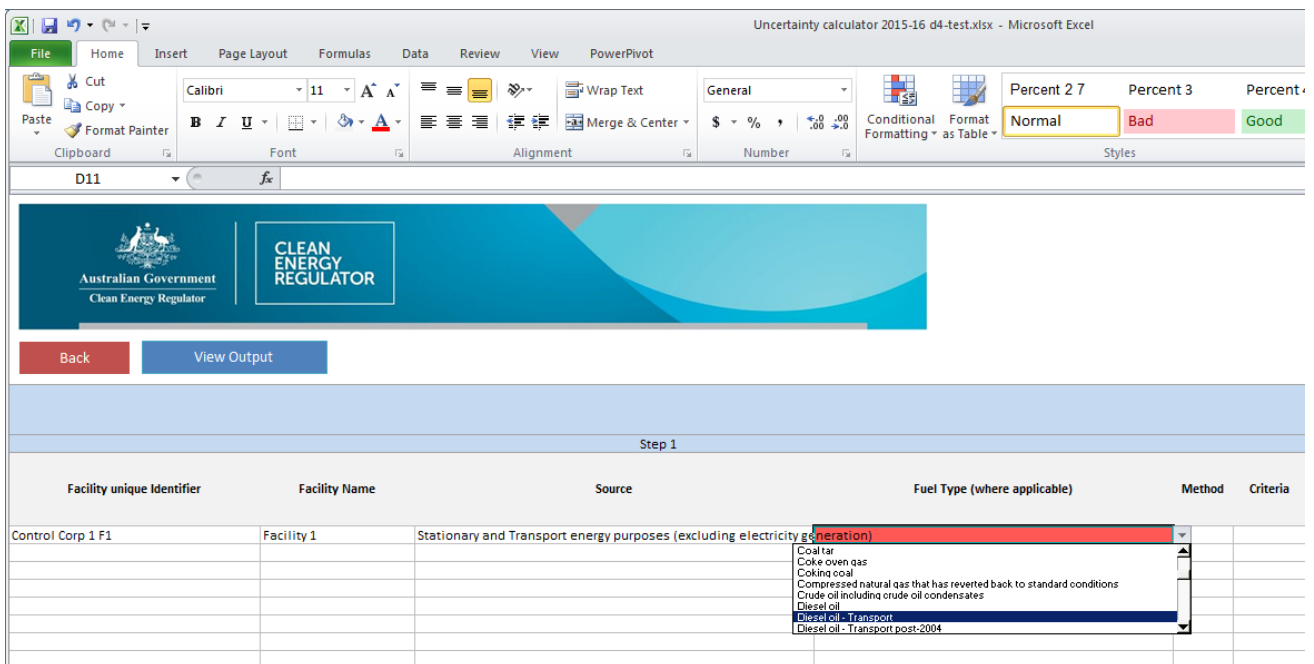 Uncertainty calculator 2015-16 d4-test.xlsx - Microsoft Excel
File Home Insert Page Layout Formulas Data Review View PowerPivot
Paste
Cut
Copy
Format Painter
Clipboard
Calibri 11 A A
B I U A
Font
Wrap Text
Merge & Center
Alignment
General
$ % , .0 .00 .00 .0
Number
Conditional Formatting
Format as Table
Percent 2 7 Percent 3 Percent 4
Normal Bad Good
Styles
D11 fx
Australian Government
Clean Energy Regulator
CLEAN
ENERGY
REGULATOR
Back View Output
Step 1
Facility unique Identifier Facility Name Source Fuel Type (where applicable) Method Criteria
Control Corp 1 F1 Facility 1 Stationary and Transport energy purposes (excluding electricity generation)
Coal tar
Coke oven gas
Coking coal
Compressed natural gas that has reverted back to standard conditions
Crude oil including crude oil condensates
Diesel oil
Diesel oil - Transport
Diesel oil - Transport post-2004